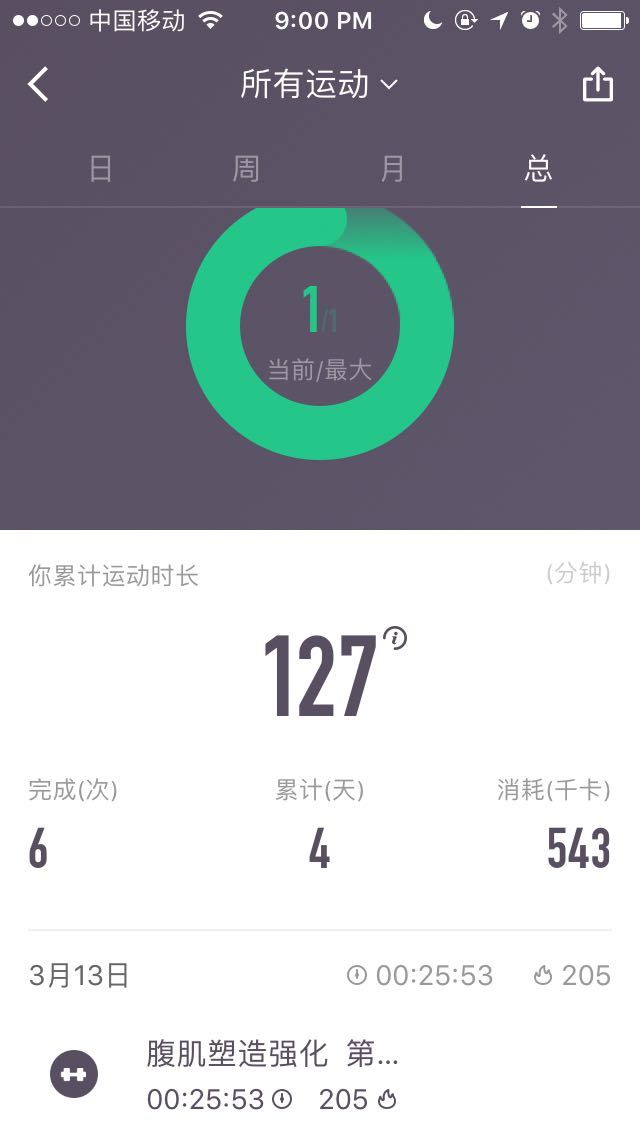 中国移动 9:00 PM
所有运动
日 周 月 总
1/1
当前/最大
你累计运动时长 (分钟)
127
完成(次) 累计(天) 消耗(千卡)
6 4 543
3月13日 00:25:53 205
腹肌塑造强化 第...
00:25:53 205